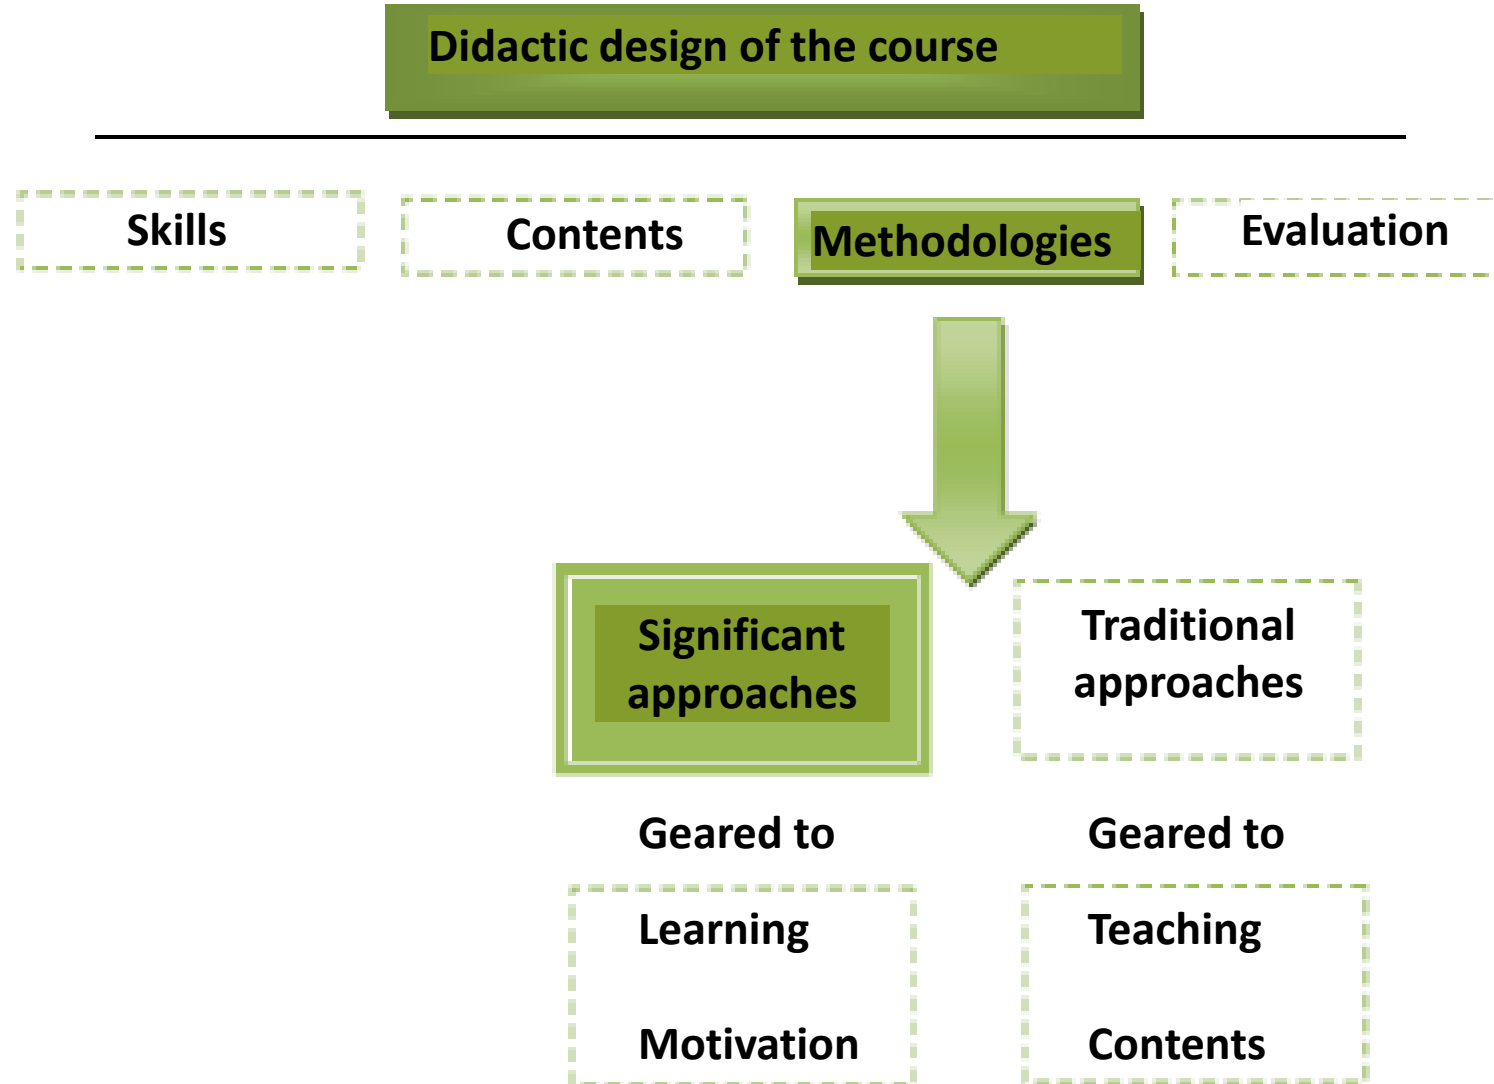 Didactic design of the course
Skills
Contents
Methodologies
Evaluation
Significant
approaches
Traditional
approaches
Geared to
Geared to
Learning
Motivation
Teaching
Contents